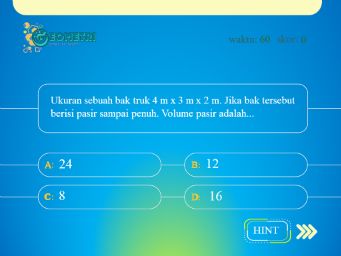 GEOMETRI
waktu: 60 skor: 0
Ukuran sebuah bak truk 4 m x 3 m x 2 m. Jika bak tersebut
berisi pasir sampai penuh. Volume pasir adalah...
A: 24
B: 12
C: 8
D: 16
HINT